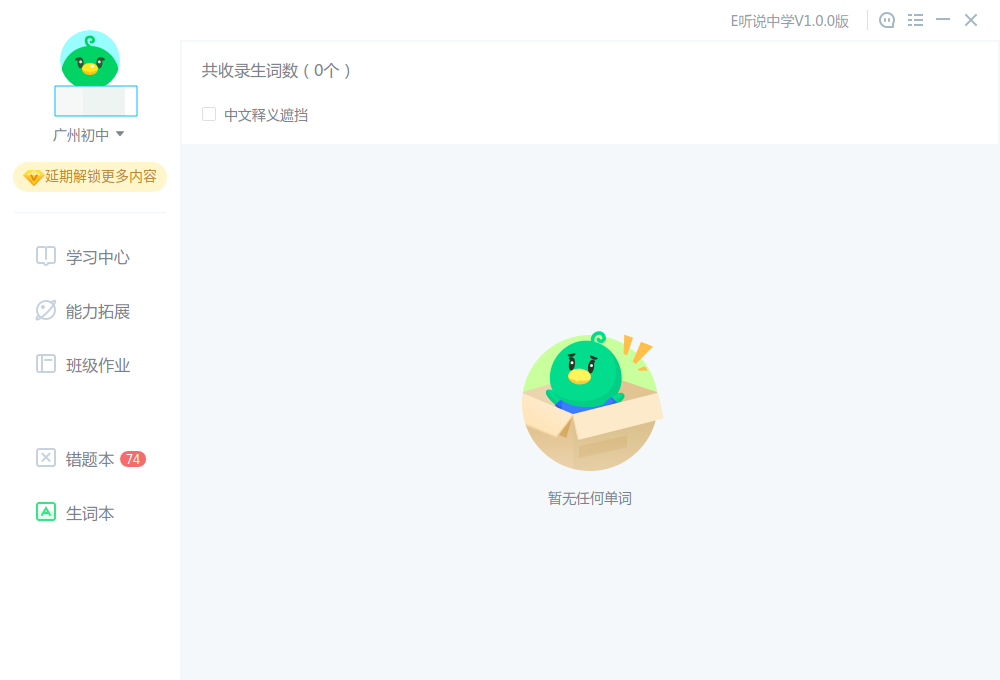 E听说中学V1.0.0版
广州初中
延期解锁更多内容
学习中心
能力拓展
班级作业
错题本 74
生词本
共收录生词数（0个）
中文释义遮挡
暂无任何单词